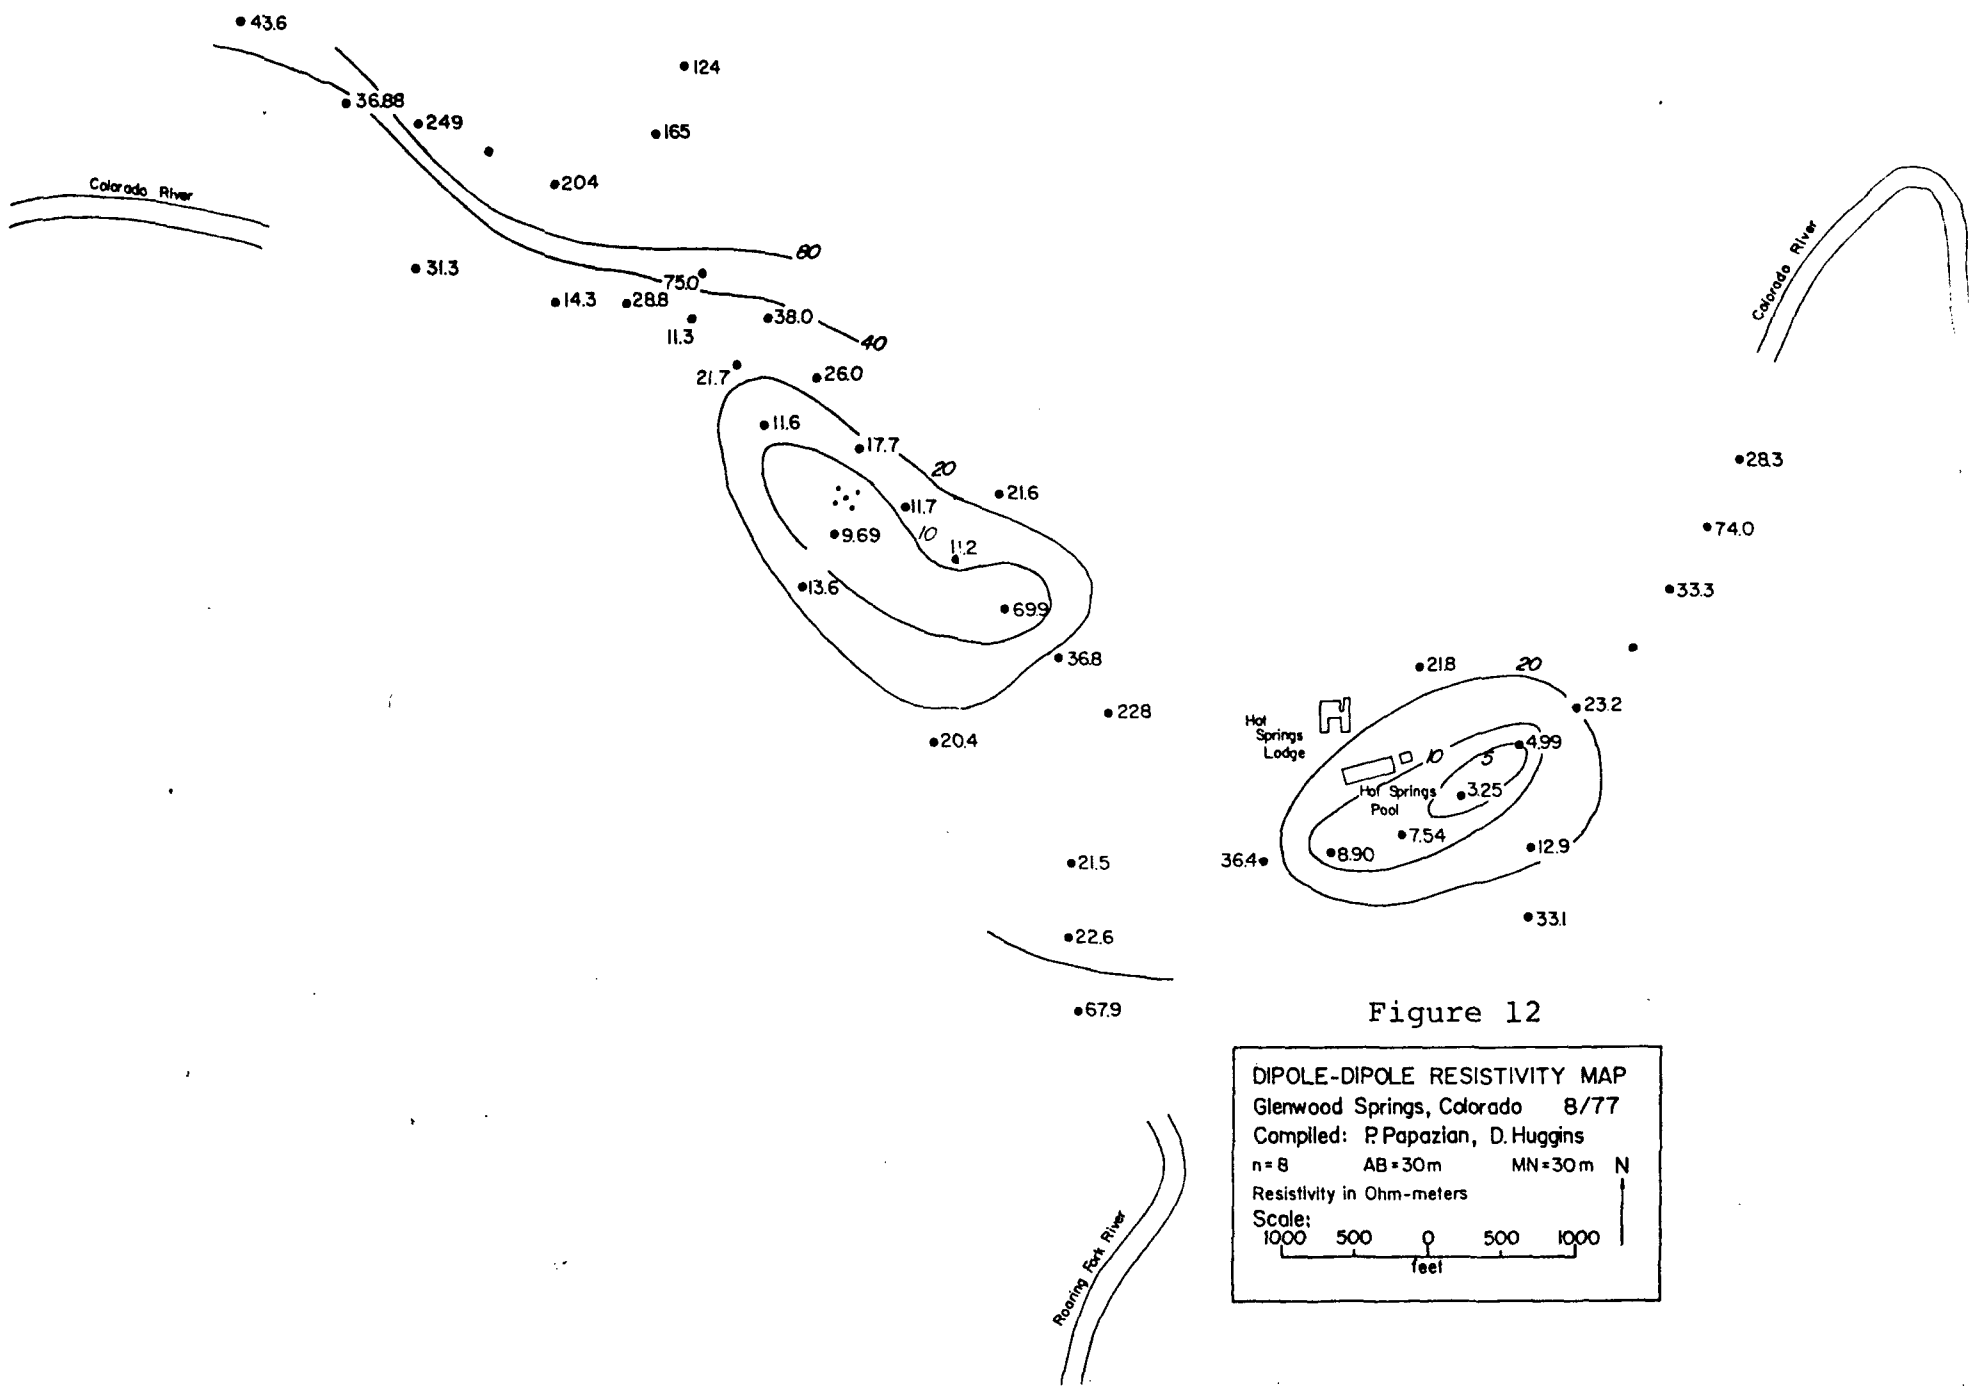 43.6
124
36.88
249
165
204
Colorado River
80
31.3
75.0
14.3
28.8
38.0
11.3
40
21.7
26.0
11.6
17.7
20
21.6
11.7
10
9.69
11.2
13.6
69.9
36.8
228
20.4
21.5
22.6
67.9
Colorado River
28.3
74.0
33.3
21.8
20
23.2
Hot
Springs
Lodge
10
5
4.99
3.25
Hot Springs
Pool
7.54
8.90
12.9
36.4
33.1
Roaring Fork River
Figure 12
DIPOLE-DIPOLE RESISTIVITY MAP
Glenwood Springs, Colorado 8/77
Compiled: P. Papazian, D. Huggins
n=8 AB=30m MN=30m N
Resistivity in Ohm-meters
Scale:
1000 500 0 500 1000
feet